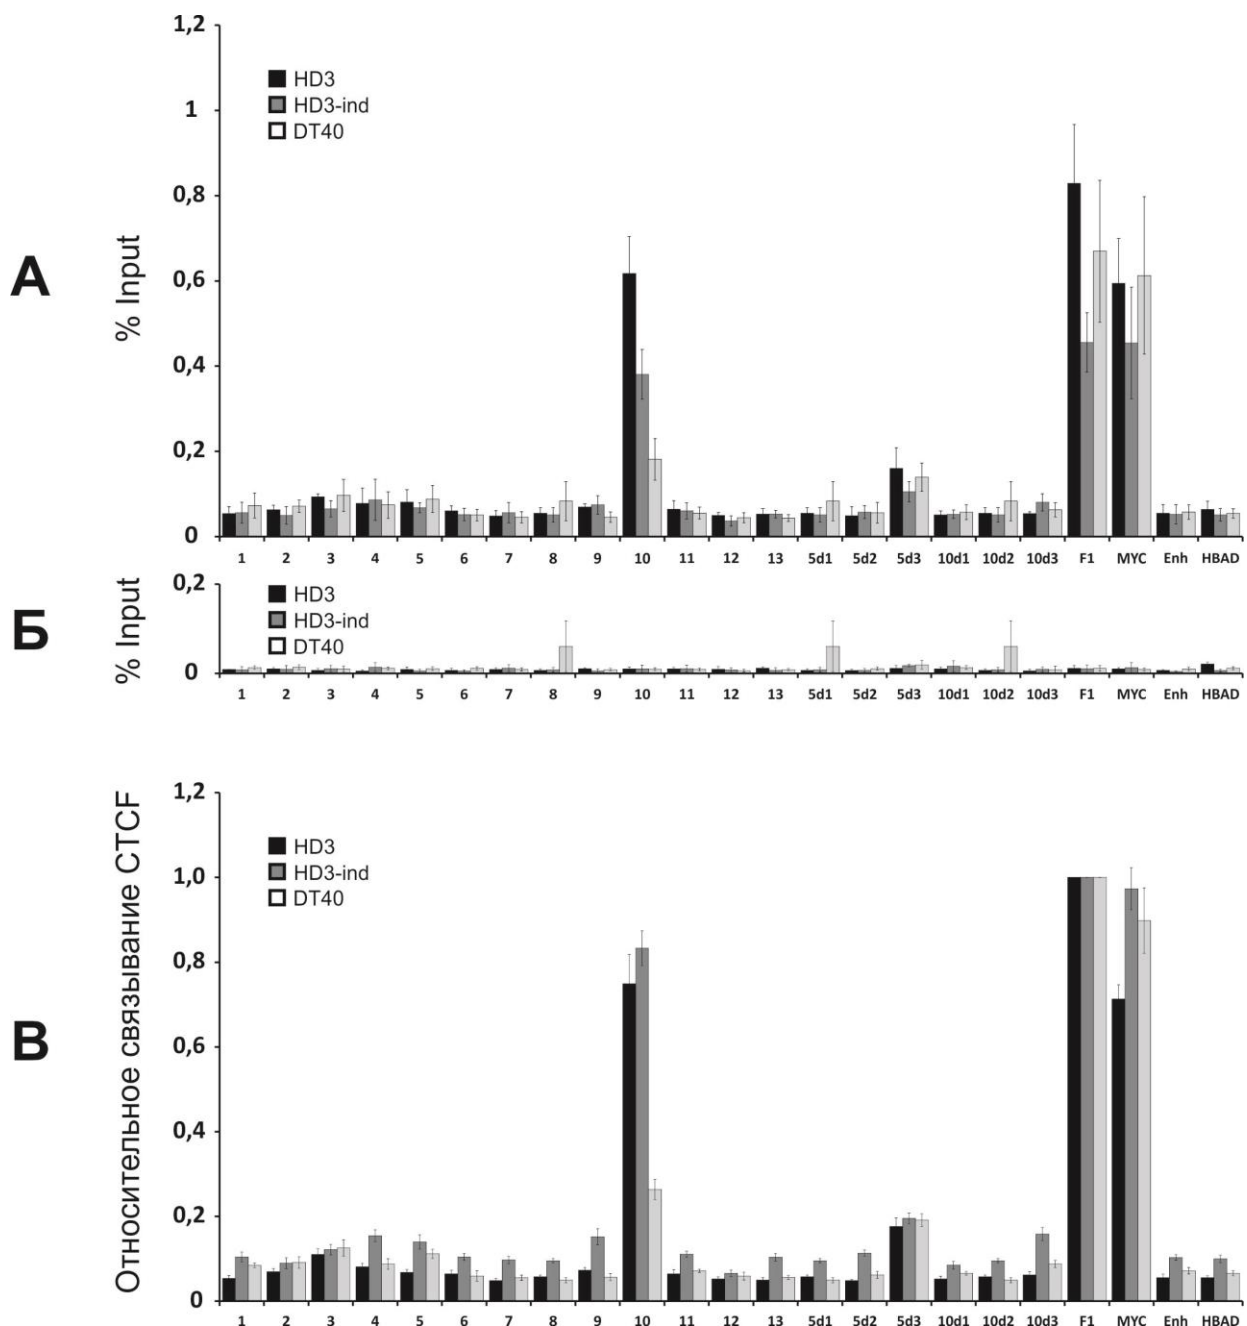 А
% Input
1,2
1
0,8
0,6
0,4
0,2
0
HD3
HD3-ind
DT40
1 2 3 4 5 6 7 8 9 10 11 12 13 5d1 5d2 5d3 10d1 10d2 10d3 F1 MYC Enh HBAD
Б
% Input
0,2
0
HD3
HD3-ind
DT40
1 2 3 4 5 6 7 8 9 10 11 12 13 5d1 5d2 5d3 10d1 10d2 10d3 F1 MYC Enh HBAD
В
Относительное связывание CTCF
1,2
1,0
0,8
0,6
0,4
0,2
0
HD3
HD3-ind
DT40
1 2 3 4 5 6 7 8 9 10 11 12 13 5d1 5d2 5d3 10d1 10d2 10d3 F1 MYC Enh HBAD